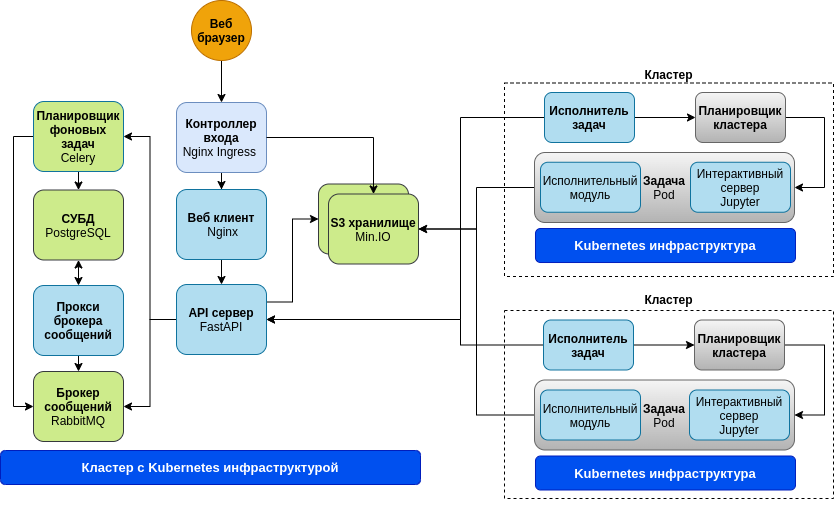 Веб
браузер
Планировщик
фоновых
задач
Celery
СУБД
PostgreSQL
Прокси
брокера
сообщений
Брокер
сообщений
RabbitMQ
Контроллер
входа
Nginx Ingress
Веб клиент
Nginx
API сервер
FastAPI
S3 хранилище
Min.IO
Кластер с Kubernetes инфраструктурой
Кластер
Исполнитель
задач
Планировщик
кластера
Исполнительный
модуль
Задача
Pod
Интерактивный
сервер
Jupyter
Kubernetes инфраструктура
Кластер
Исполнитель
задач
Планировщик
кластера
Исполнительный
модуль
Задача
Pod
Интерактивный
сервер
Jupyter
Kubernetes инфраструктура